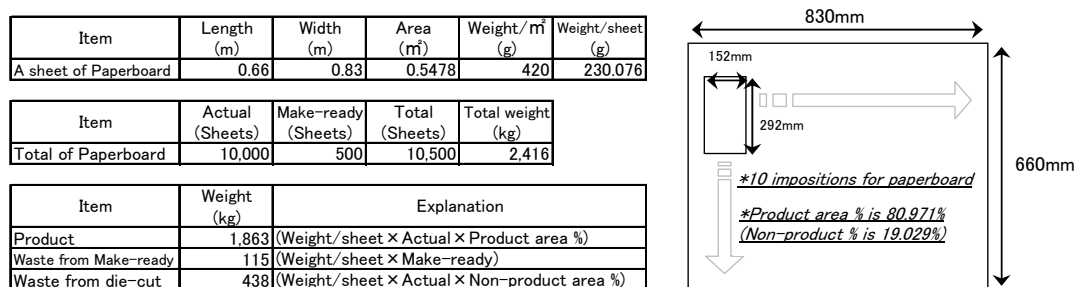 Item Length (m) Width (m) Area (㎡) Weight/㎡ (g) Weight/sheet (g)
A sheet of Paperboard 0.66 0.83 0.5478 420 230.076
Item Actual (Sheets) Make-ready (Sheets) Total (Sheets) Total weight (kg)
Total of Paperboard 10,000 500 10,500 2,416
Item Weight (kg) Explanation
Product 1,863 (Weight/sheet×Actual×Product area %)
Waste from Make-ready 115 (Weight/sheet×Make-ready)
Waste from die-cut 438 (Weight/sheet×Actual×Non-product area %)
830mm
152mm
292mm
660mm
*10 impositions for paperboard
*Product area % is 80.971%
(Non-product % is 19.029%)